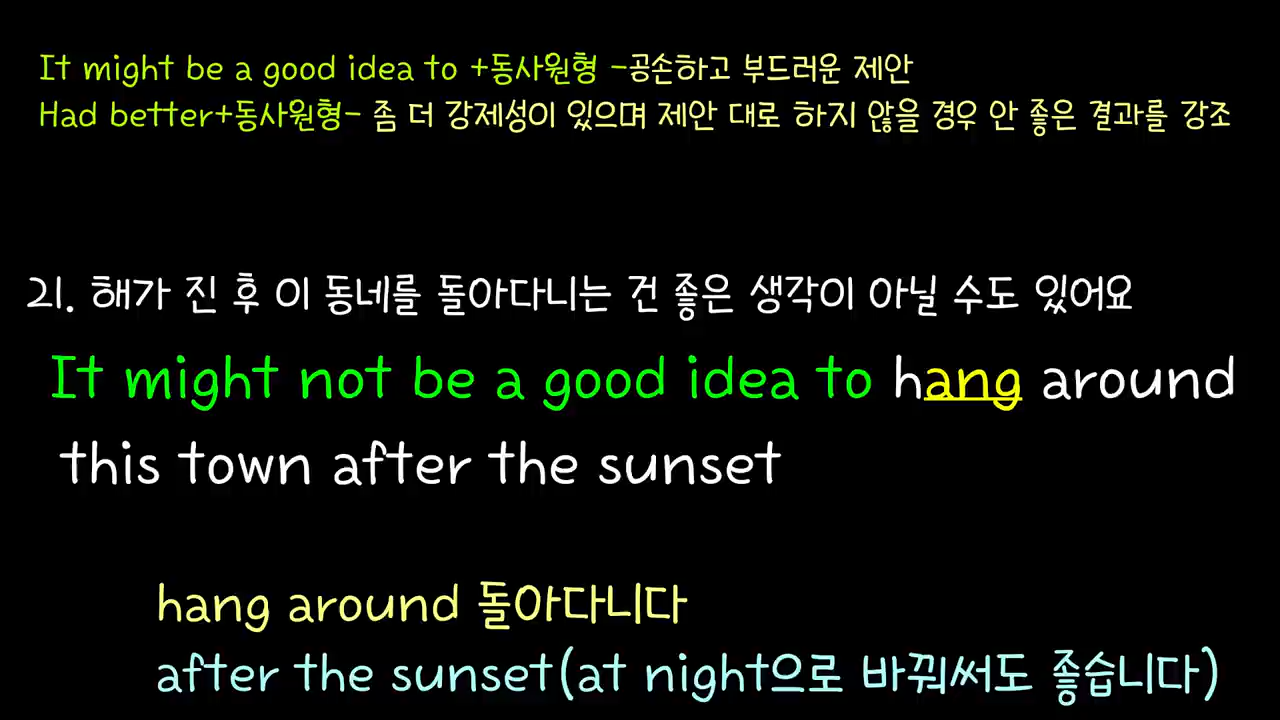 It might be a good idea to +동사원형 -공손하고 부드러운 제안
Had better+동사원형- 좀 더 강제성이 있으며 제안 대로 하지 않을 경우 안 좋은 결과를 강조
21. 해가 진 후 이 동네를 돌아다니는 건 좋은 생각이 아닐 수도 있어요
It might not be a good idea to hang around
this town after the sunset
hang around 돌아다니다
after the sunset(at night으로 바꿔써도 좋습니다)